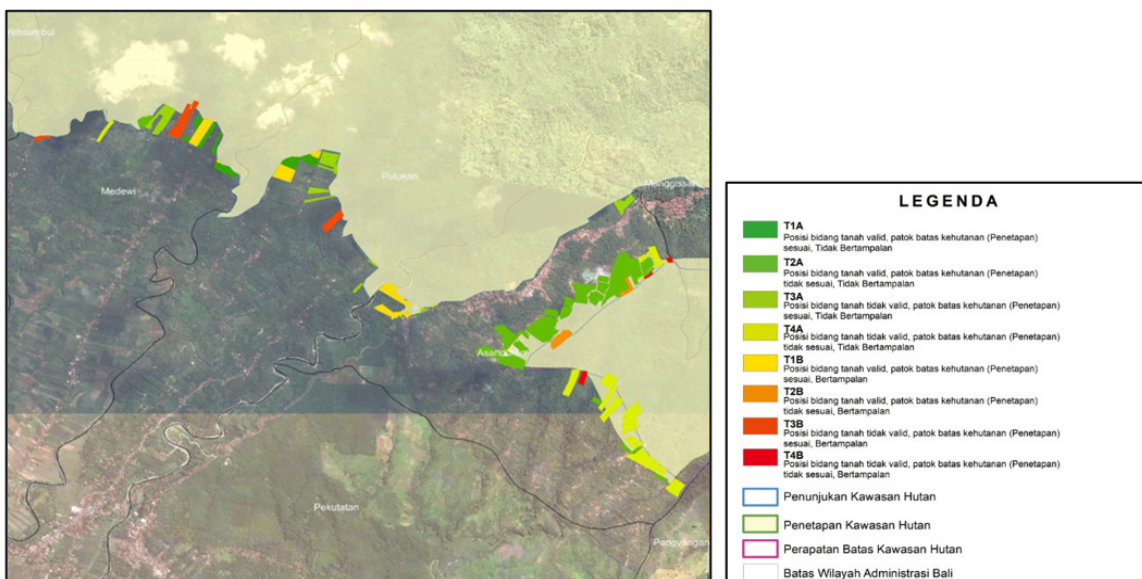 Yehsumbul
Medewi
Pulukan
Manggissari
Asahduren
Pekutatan
Pangyangan
LEGENDA
T1A
Posisi bidang tanah valid, patok batas kehutanan (Penetapan)
sesuai, Tidak Bertampalan
T2A
Posisi bidang tanah valid, patok batas kehutanan (Penetapan)
tidak sesuai, Tidak Bertampalan
T3A
Posisi bidang tanah tidak valid, patok batas kehutanan (Penetapan)
sesuai, Tidak Bertampalan
T4A
Posisi bidang tanah tidak valid, patok batas kehutanan (Penetapan)
tidak sesuai, Tidak Bertampalan
T1B
Posisi bidang tanah valid, patok batas kehutanan (Penetapan)
sesuai, Bertampalan
T2B
Posisi bidang tanah valid, patok batas kehutanan (Penetapan)
tidak sesuai, Bertampalan
T3B
Posisi bidang tanah tidak valid, patok batas kehutanan (Penetapan)
sesuai, Bertampalan
T4B
Posisi bidang tanah tidak valid, patok batas kehutanan (Penetapan)
tidak sesuai, Bertampalan
Penunjukan Kawasan Hutan
Penetapan Kawasan Hutan
Perapatan Batas Kawasan Hutan
Batas Wilayah Administrasi Bali